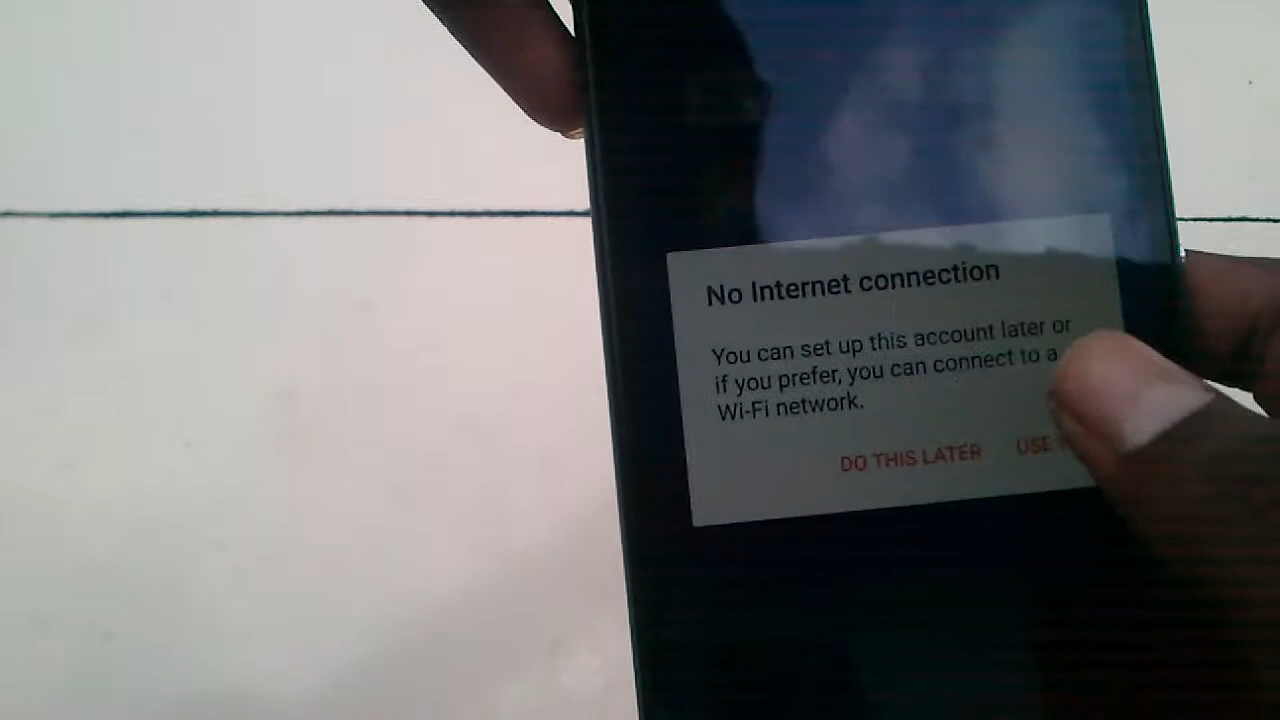 No Internet connection
You can set up this account later or
if you prefer, you can connect to a
Wi-Fi network.
DO THIS LATER
USE